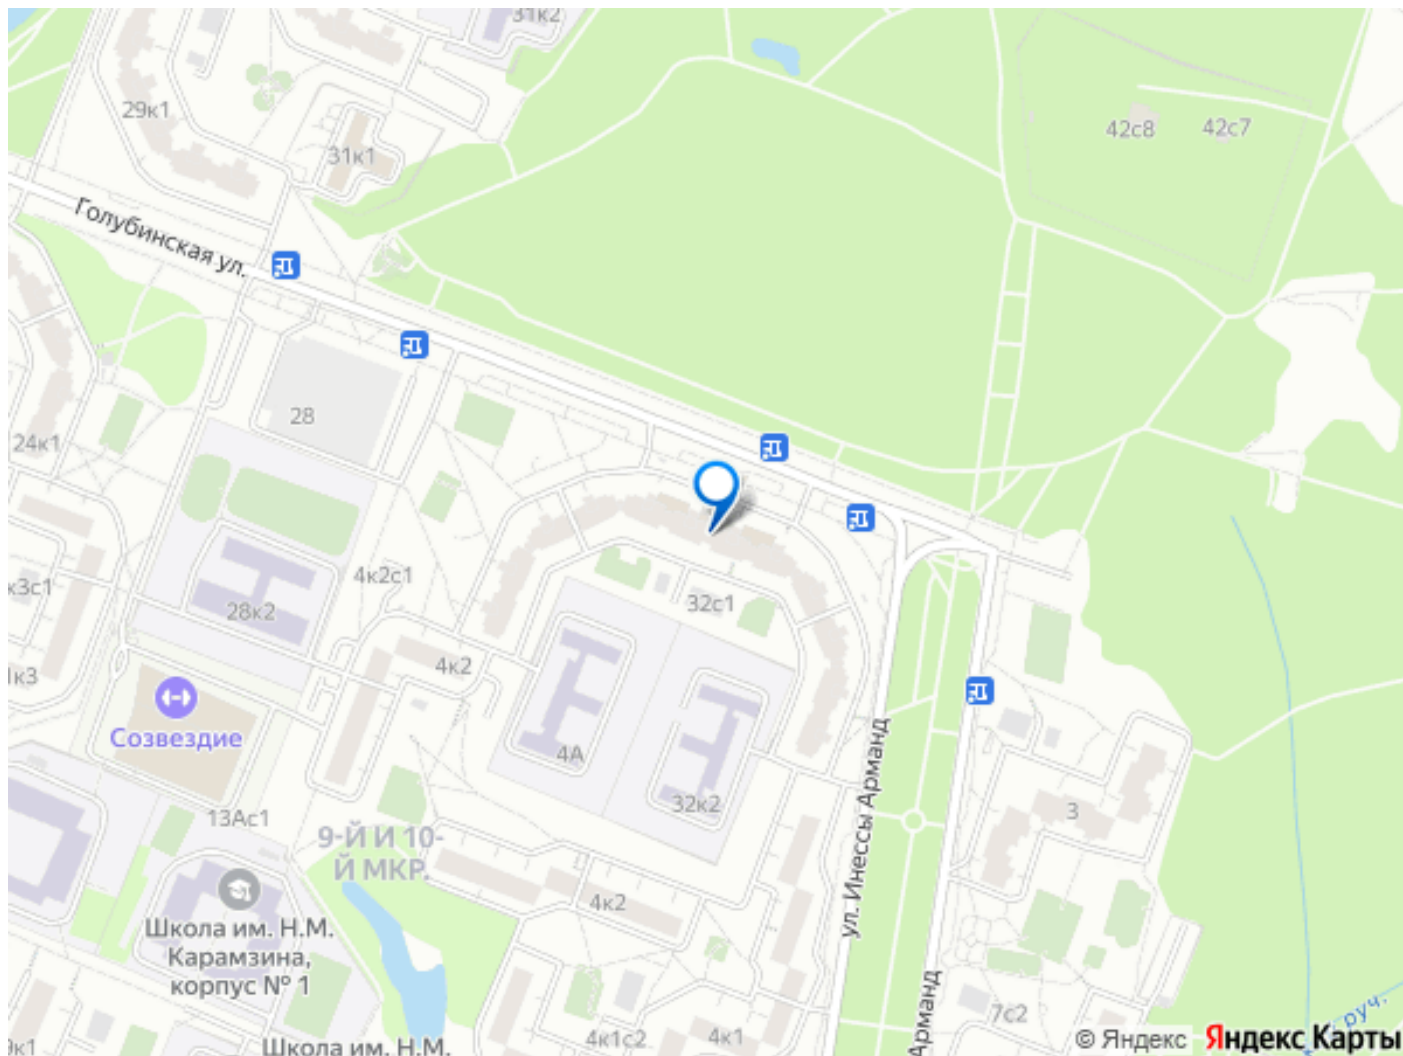 31к2
29к1
31к1
42с8
42с7
Голубинская ул.
28
24к1
4к2с1
к3с1
28к2
32с1
4к2
1к3
Созвездие
4А
32к2
3
13Ас1
9-Й И 10-
Й МКР.
ул. Инессы Арманд
4к2
Школа им. Н.М.
Карамзина,
корпус № 1
Арманд
7с2
руч.
9к1
Школа им. Н.М.
4к1с2
4к1
© Яндекс
Яндекс Карты